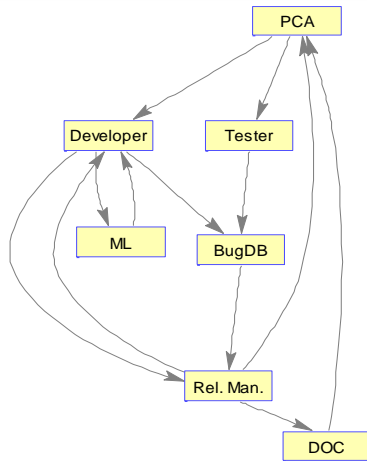 PCA
Developer
Tester
ML
BugDB
Rel. Man.
DOC